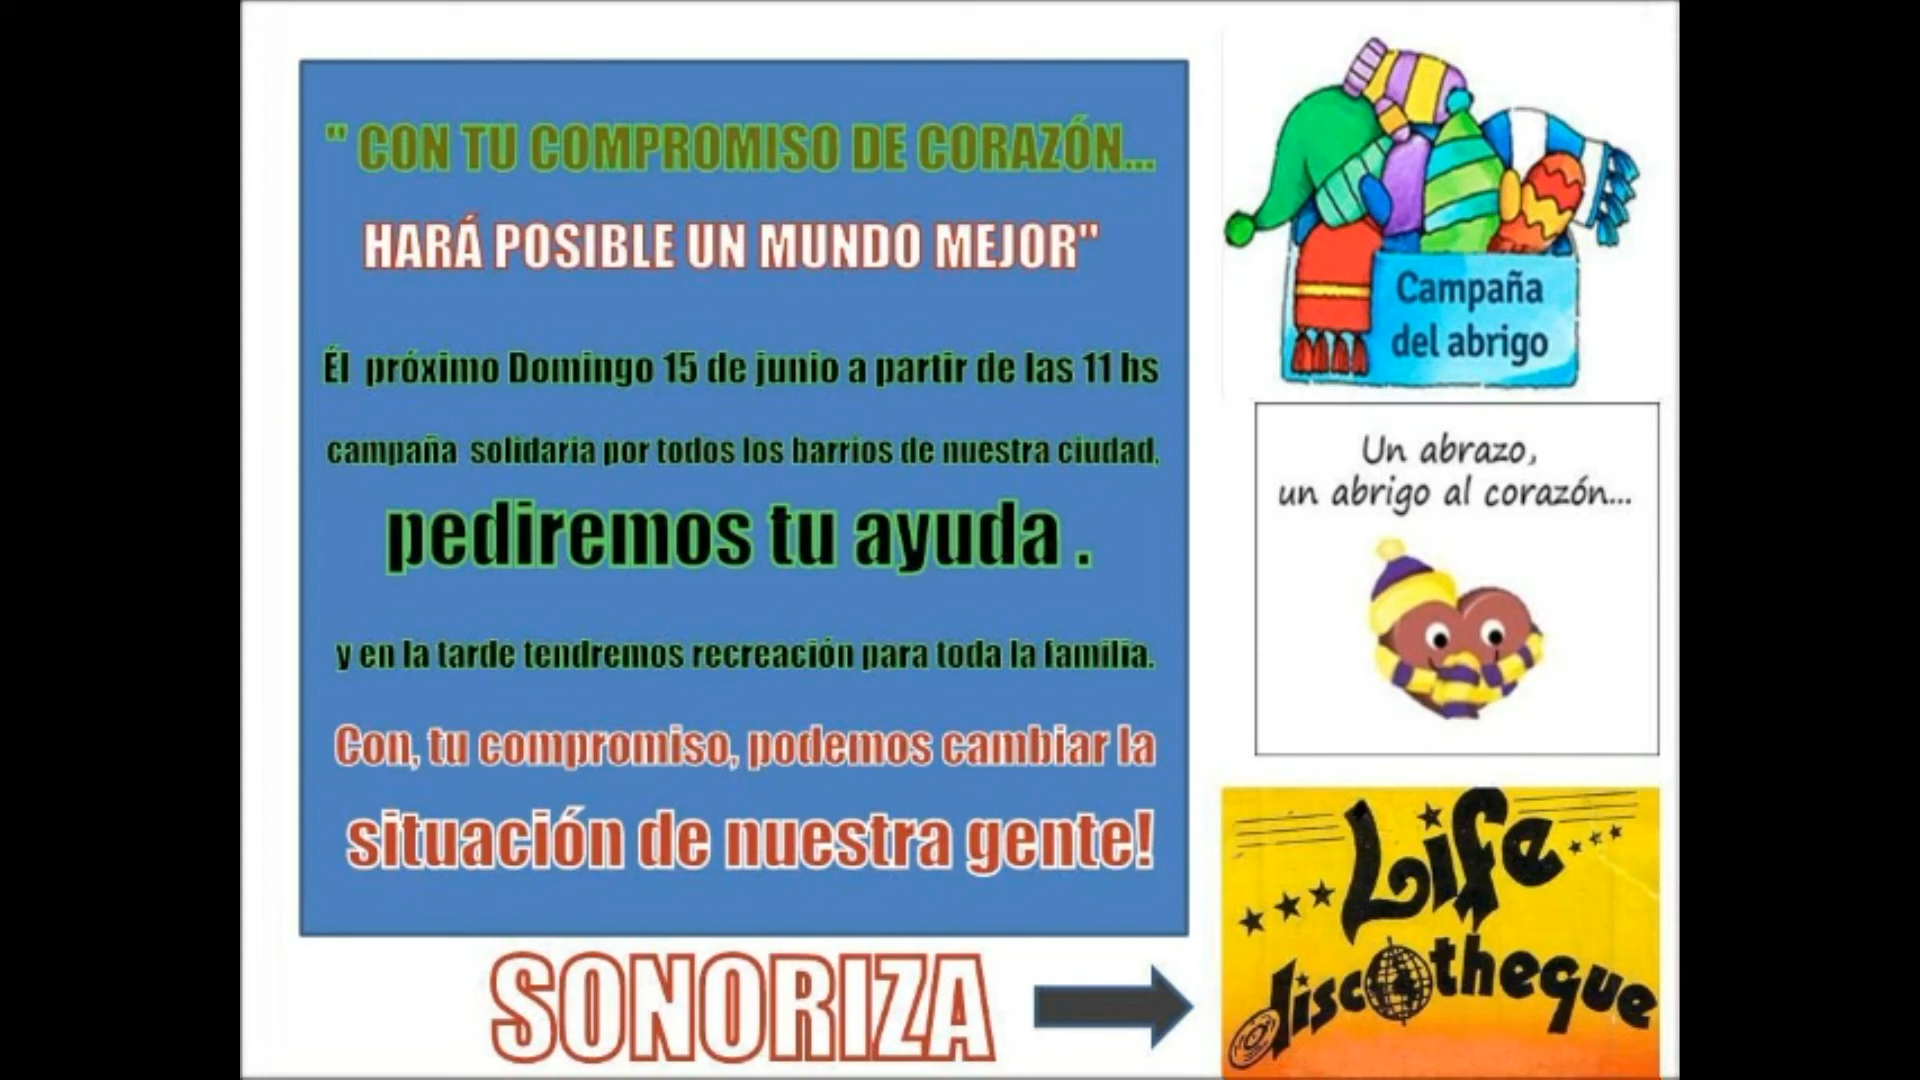 " CON TU COMPROMISO DE CORAZÓN...
HARÁ POSIBLE UN MUNDO MEJOR"
Él próximo Domingo 15 de junio a partir de las 11 hs
campaña solidaria por todos los barrios de nuestra ciudad,
pediremos tu ayuda .
y en la tarde tendremos recreación para toda la familia.
Con, tu compromiso, podemos cambiar la
situación de nuestra gente!
SONORIZA
Campaña
del abrigo
Un abrazo,
un abrigo al corazón...
Life
discotheque